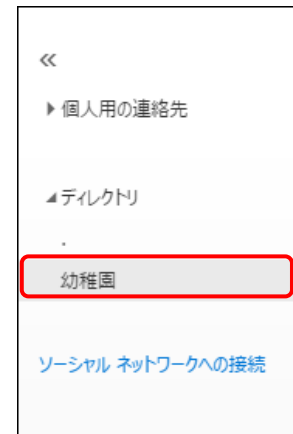 «
個人用の連絡先
ディレクトリ
.
幼稚園
ソーシャル ネットワークへの接続